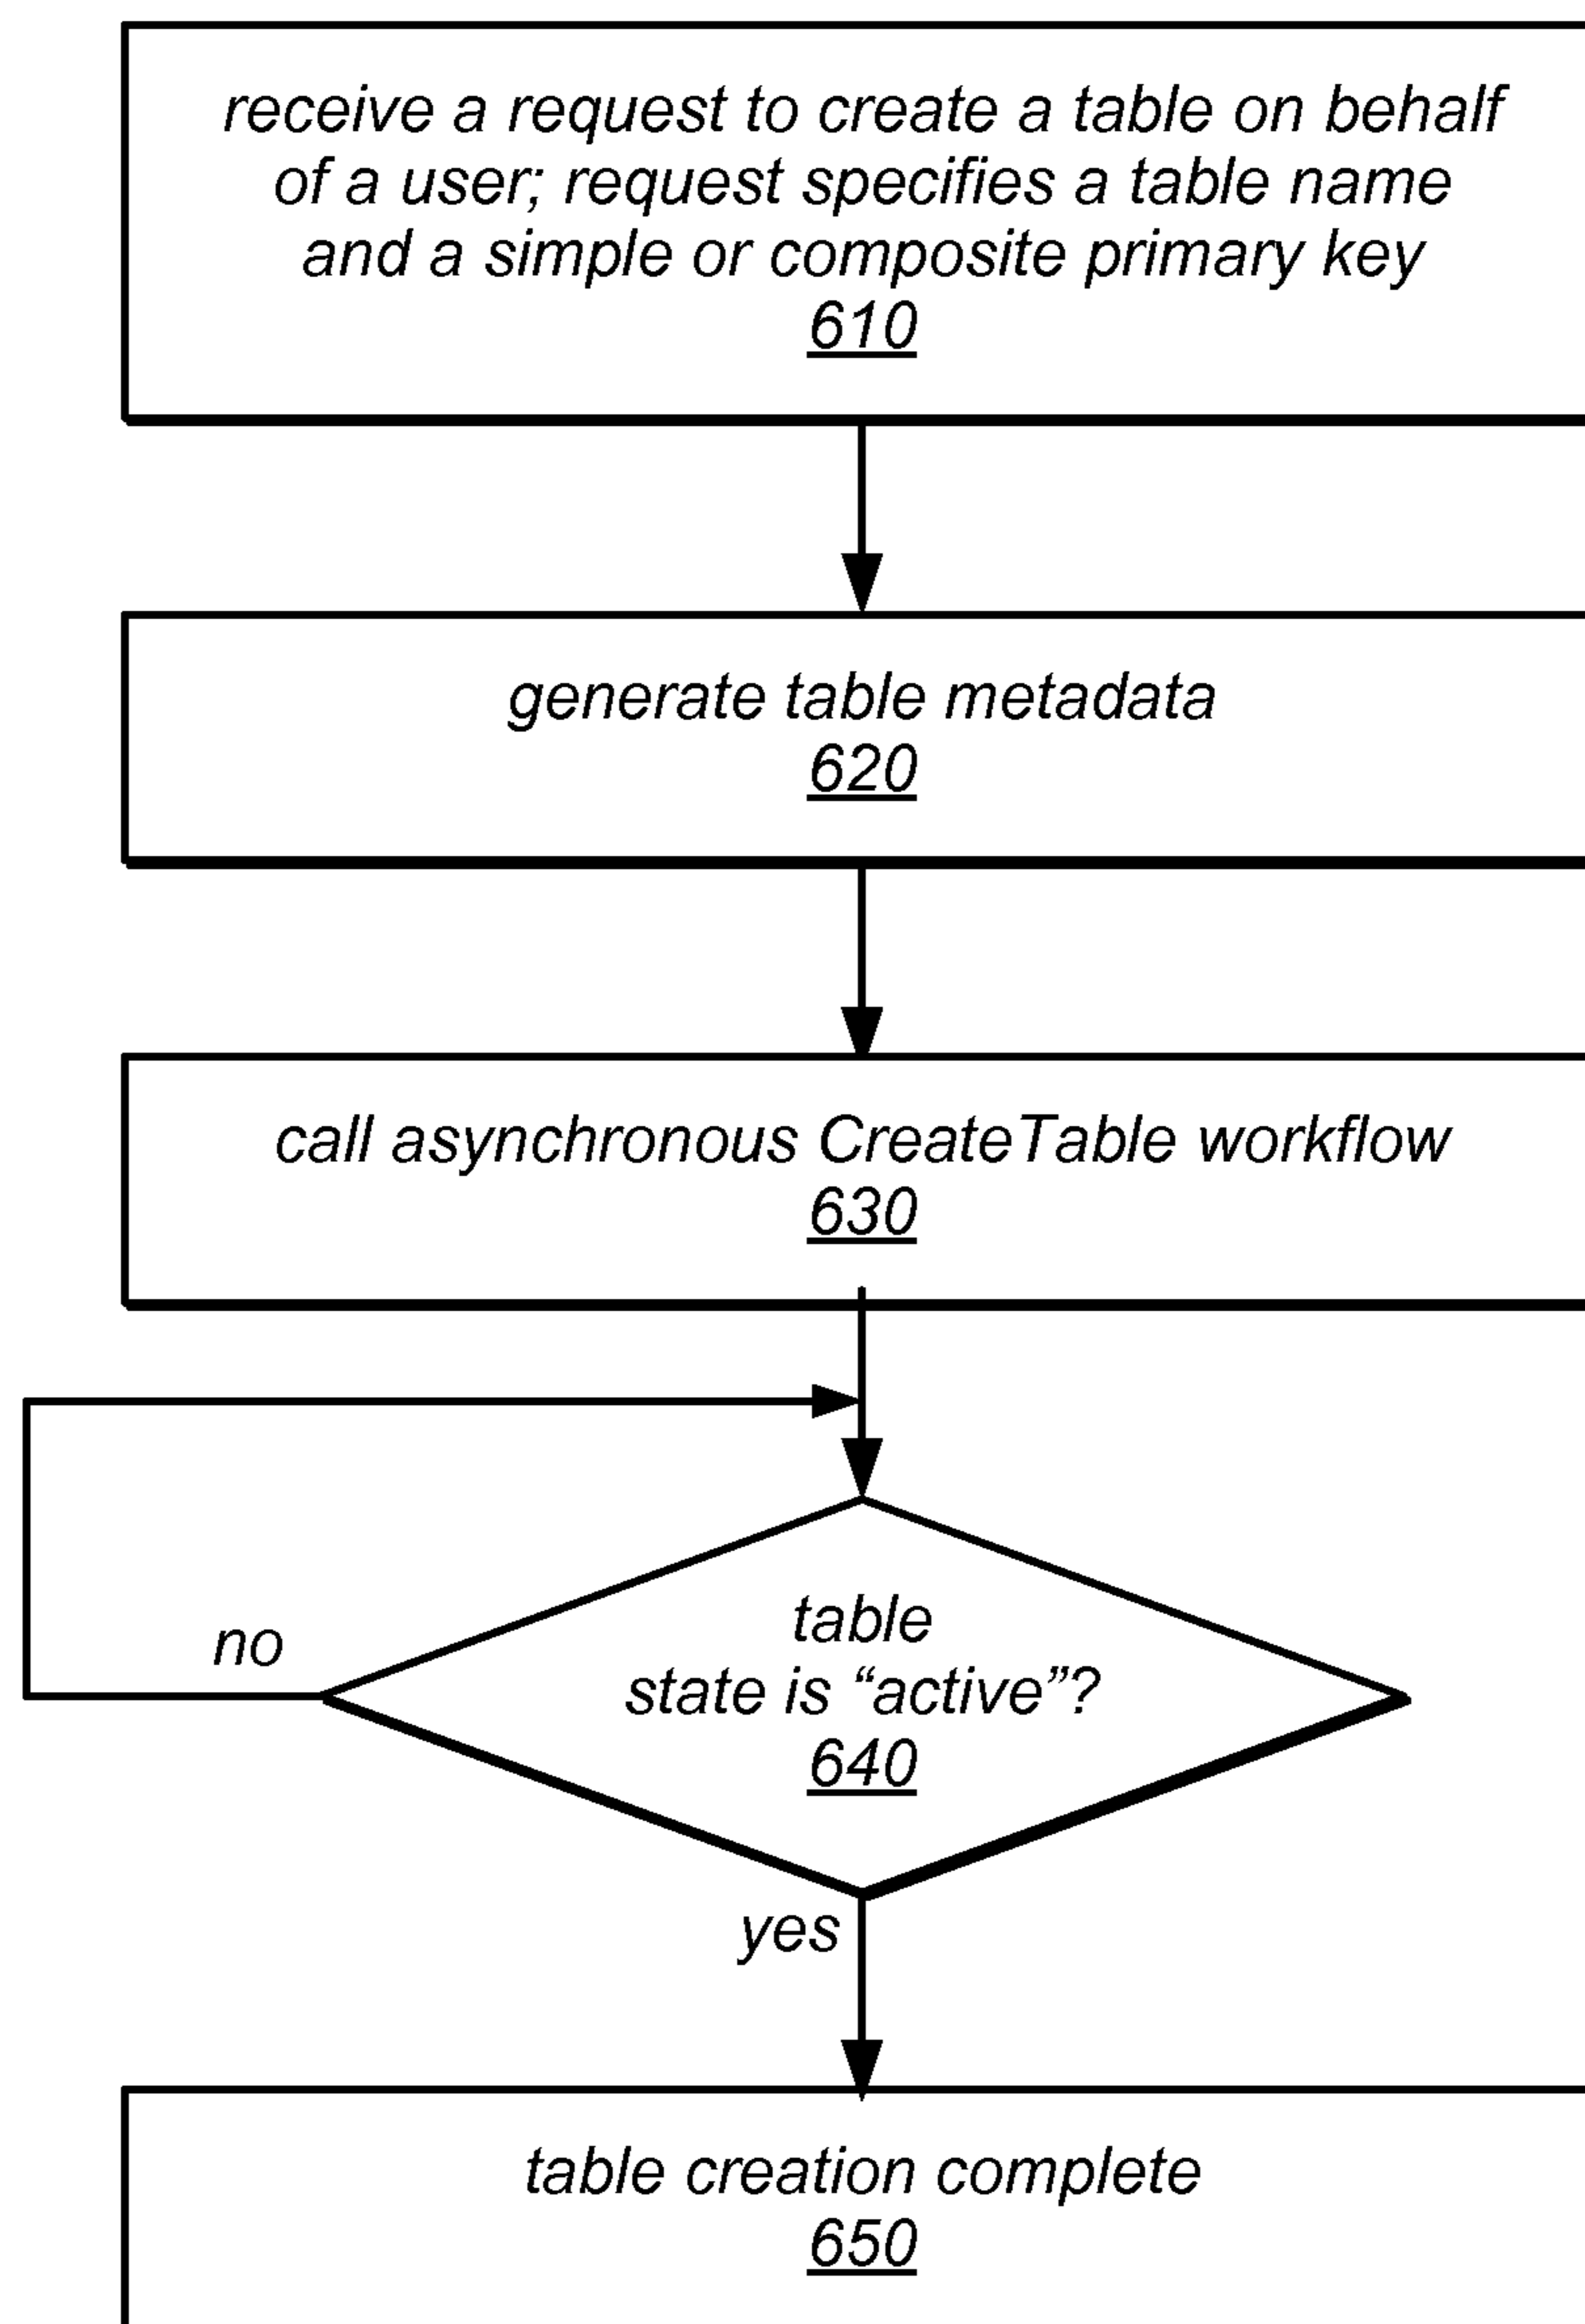 receive a request to create a table on behalf
of a user; request specifies a table name
and a simple or composite primary key
610
generate table metadata
620
call asynchronous CreateTable workflow
630
no
table
state is “active”?
640
yes
table creation complete
650